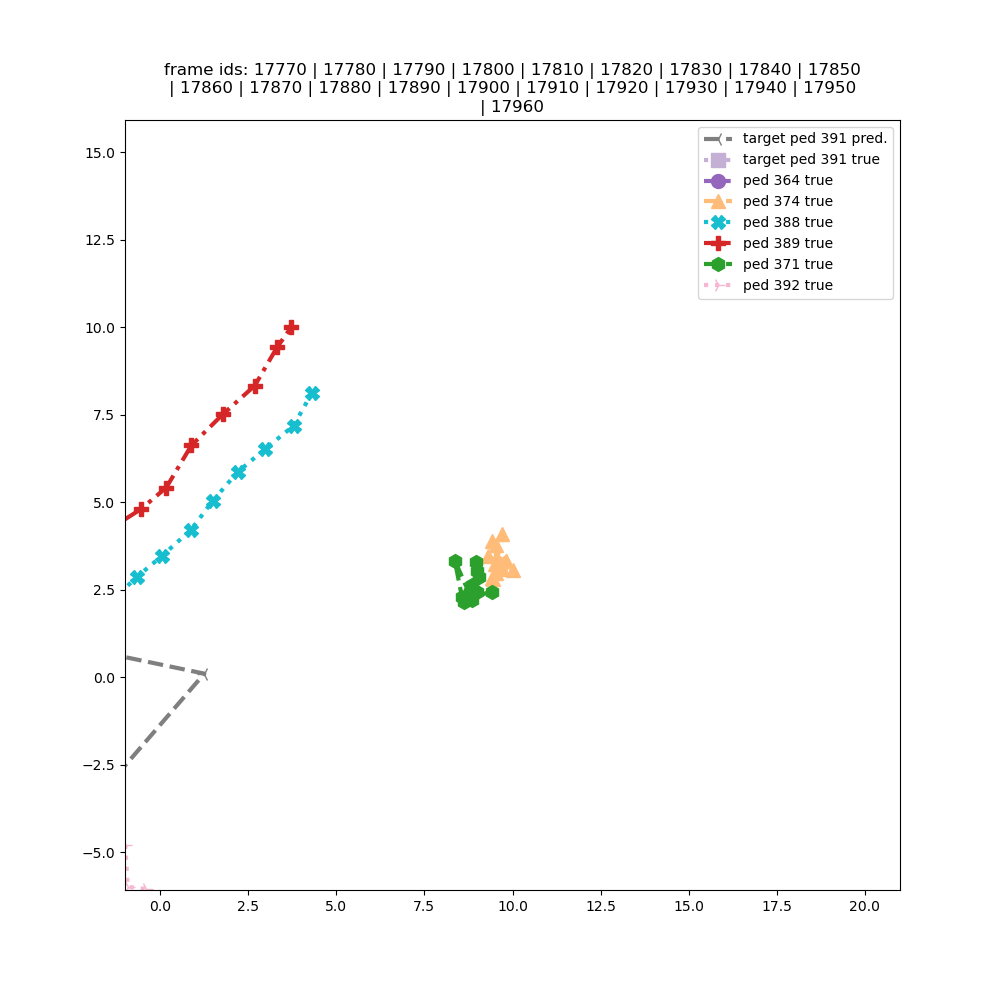 frame ids: 17770 | 17780 | 17790 | 17800 | 17810 | 17820 | 17830 | 17840 | 17850
| 17860 | 17870 | 17880 | 17890 | 17900 | 17910 | 17920 | 17930 | 17940 | 17950
| 17960
target ped 391 pred.
target ped 391 true
ped 364 true
ped 374 true
ped 388 true
ped 389 true
ped 371 true
ped 392 true
15.0
12.5
10.0
7.5
5.0
2.5
0.0
−2.5
−5.0
0.0 2.5 5.0 7.5 10.0 12.5 15.0 17.5 20.0